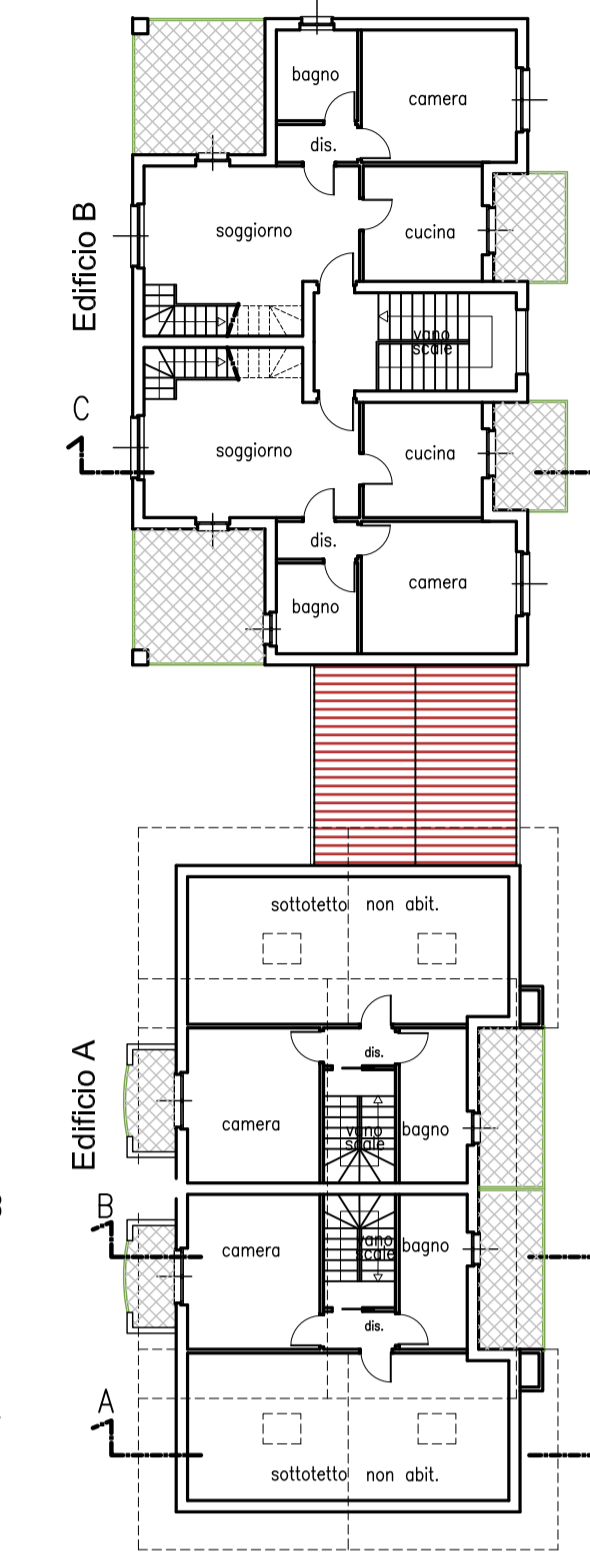 bagno
camera
dis.
Edificio B
soggiorno
cucina
vano
scale
C
soggiorno
cucina
dis.
camera
bagno
sottotetto non abit.
Edificio A
dis.
camera
vano
scale
bagno
B
camera
vano
scale
bagno
dis.
A
sottotetto non abit.